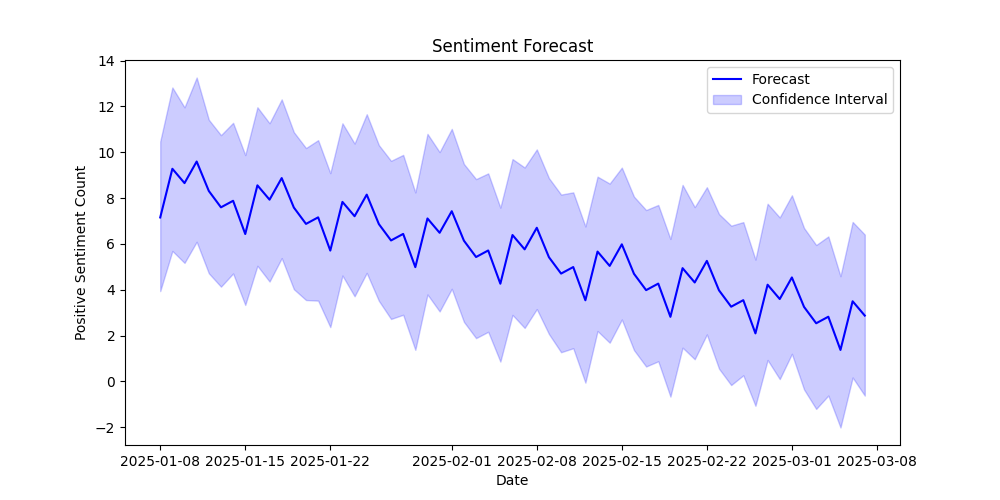 Sentiment Forecast
Forecast
Confidence Interval
Positive Sentiment Count
14
12
10
8
6
4
2
0
−2
2025-01-08 2025-01-15 2025-01-22 2025-02-01 2025-02-08 2025-02-15 2025-02-22 2025-03-01 2025-03-08
Date